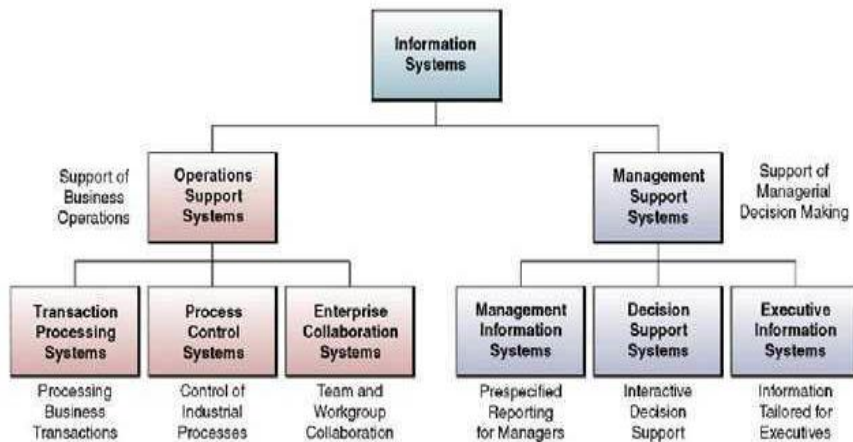 Information
Systems
Support of
Business
Operations
Operations
Support
Systems
Management
Support
Systems
Support of
Managerial
Decision Making
Transaction
Processing
Systems
Process
Control
Systems
Enterprise
Collaboration
Systems
Management
Information
Systems
Decision
Support
Systems
Executive
Information
Systems
Processing
Business
Transactions
Control of
Industrial
Processes
Team and
Workgroup
Collaboration
Prespecified
Reporting
for Managers
Interactive
Decision
Support
Information
Tailored for
Executives